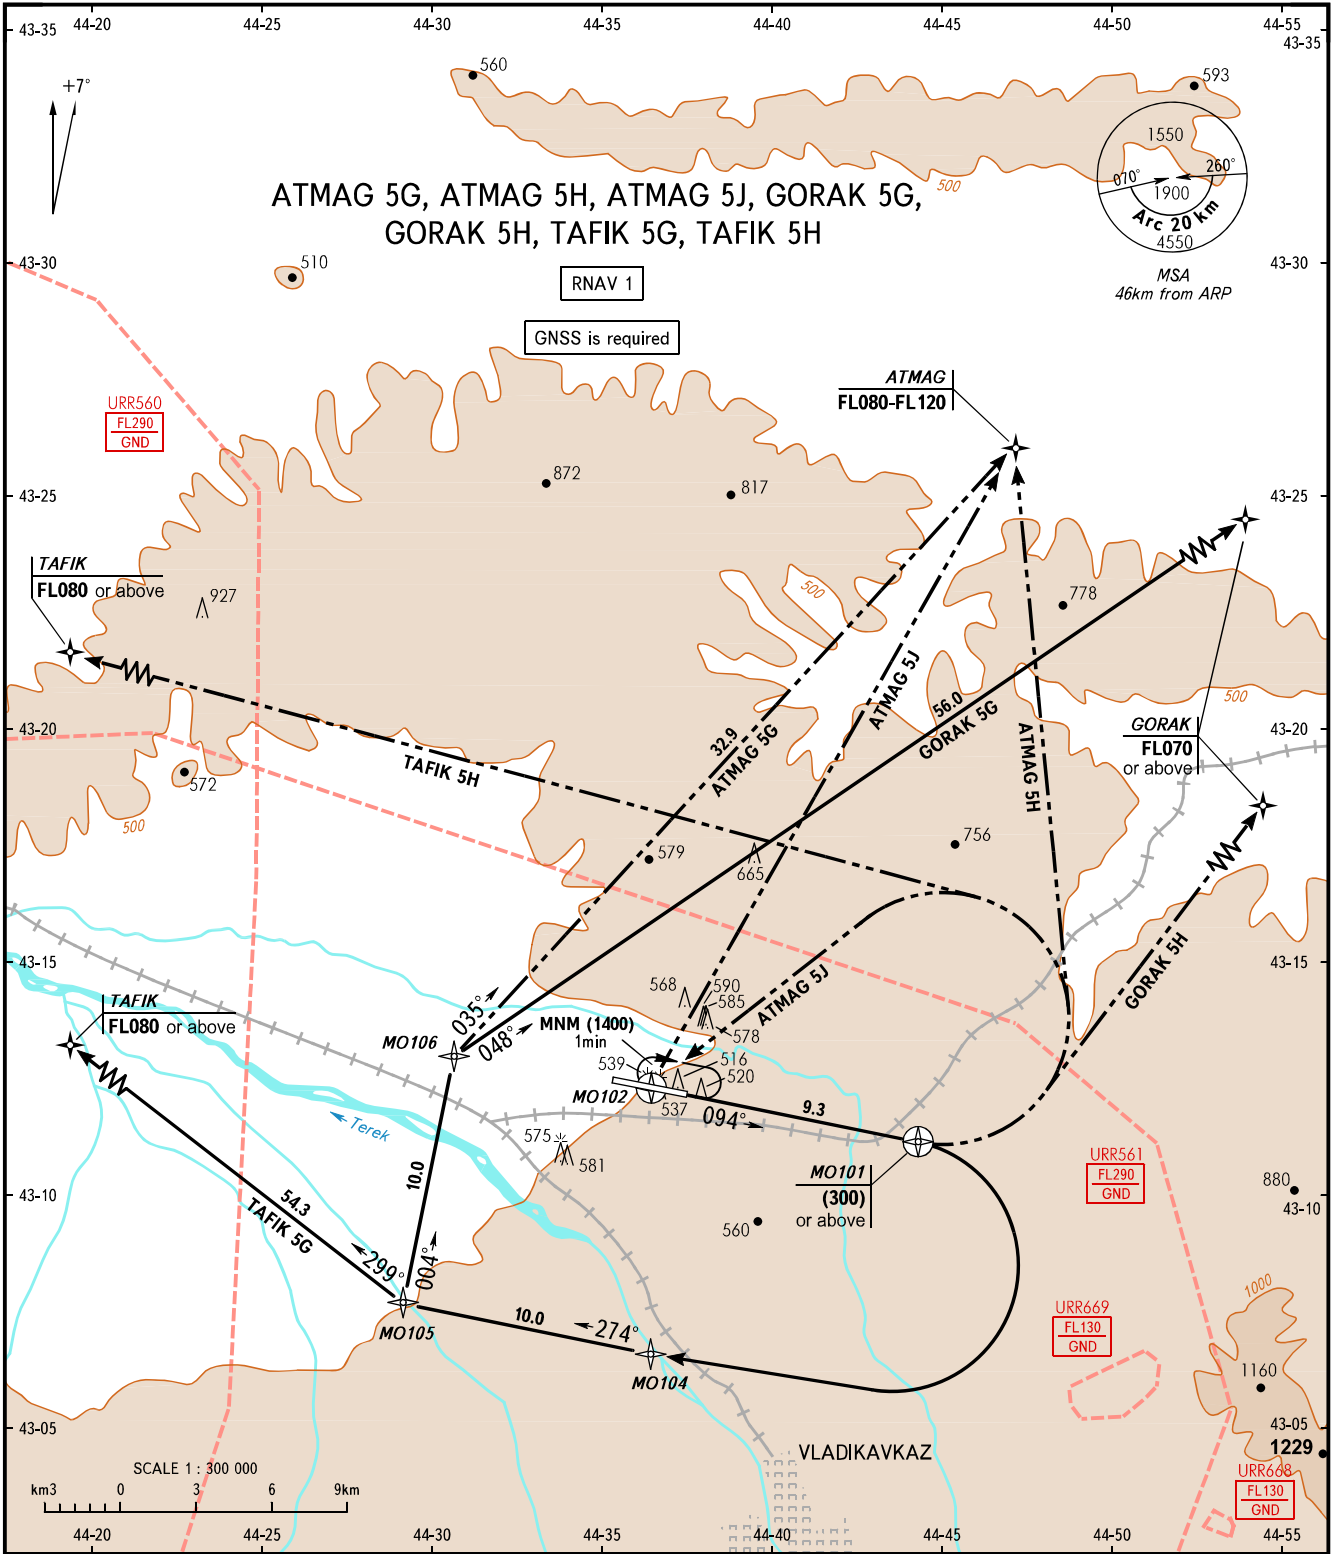 44-20
44-25
44-30
44-35
44-40
44-45
44-50
44-55
43-35
43-35
+7°
560
593
1550
070°
260°
1900
Arc 20 km
4550
MSA
46km from ARP
500
ATMAG 5G, ATMAG 5H, ATMAG 5J, GORAK 5G,
GORAK 5H, TAFIK 5G, TAFIK 5H
RNAV 1
GNSS is required
43-30
43-30
510
URR560
FL290
GND
ATMAG
FL080-FL120
872
817
43-25
43-25
TAFIK
FL080 or above
927
500
778
ATMAG 5J
56.0
GORAK 5G
500
43-20
43-20
32.9
ATMAG 5G
ATMAG 5H
GORAK
FL070
or above
TAFIK 5H
572
500
579
665
756
43-15
43-15
GORAK 5H
ATMAG 5J
TAFIK
FL080 or above
568
590
585
578
035°
048°
MNM (1400)
1min
MO106
539
516
520
MO102
537
094°
9.3
Terek
575
581
MO101
(300)
or above
URR561
FL290
GND
880
43-10
43-10
560
10.0
54.3
TAFIK 5G
299°
004°
MO105
10.0
274°
MO104
URR669
FL130
GND
1000
1160
43-05
43-05
1229
VLADIKAVKAZ
URR668
FL130
GND
SCALE 1 : 300 000
km3
0
3
6
9km
44-20
44-25
44-30
44-35
44-40
44-45
44-50
44-55